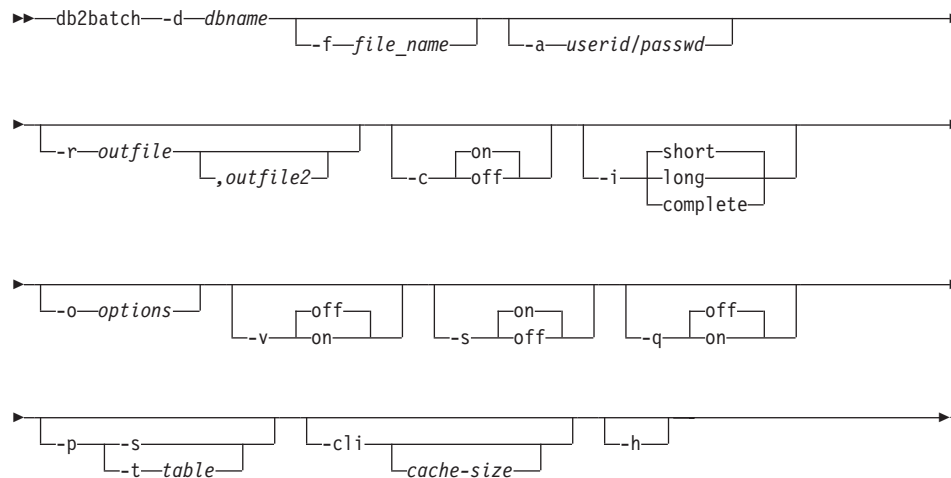 db2batch -d dbname
-f file_name
-a userid/passwd
-r outfile
,outfile2
-c
on
off
-i
short
long
complete
-o options
-v
off
on
-s
on
off
-q
off
on
-p
-s
-t table
-cli
cache-size
-h